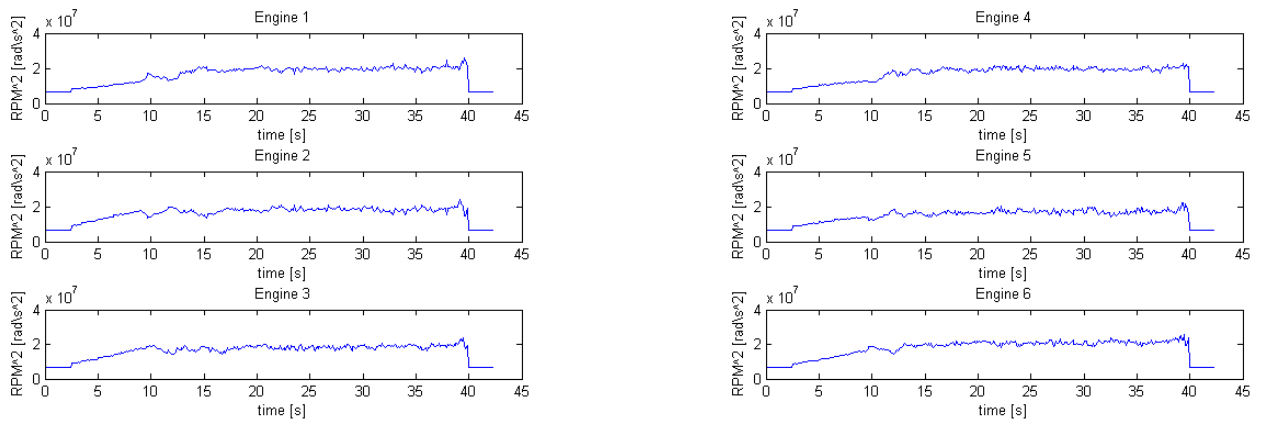 Engine 1
x 10^7
RPM^2 [rad\s^2]
4
2
0
0 5 10 15 20 25 30 35 40 45
time [s]
Engine 2
x 10^7
RPM^2 [rad\s^2]
4
2
0
0 5 10 15 20 25 30 35 40 45
time [s]
Engine 3
x 10^7
RPM^2 [rad\s^2]
4
2
0
0 5 10 15 20 25 30 35 40 45
time [s]
Engine 4
x 10^7
RPM^2 [rad\s^2]
4
2
0
0 5 10 15 20 25 30 35 40 45
time [s]
Engine 5
x 10^7
RPM^2 [rad\s^2]
4
2
0
0 5 10 15 20 25 30 35 40 45
time [s]
Engine 6
x 10^7
RPM^2 [rad\s^2]
4
2
0
0 5 10 15 20 25 30 35 40 45
time [s]